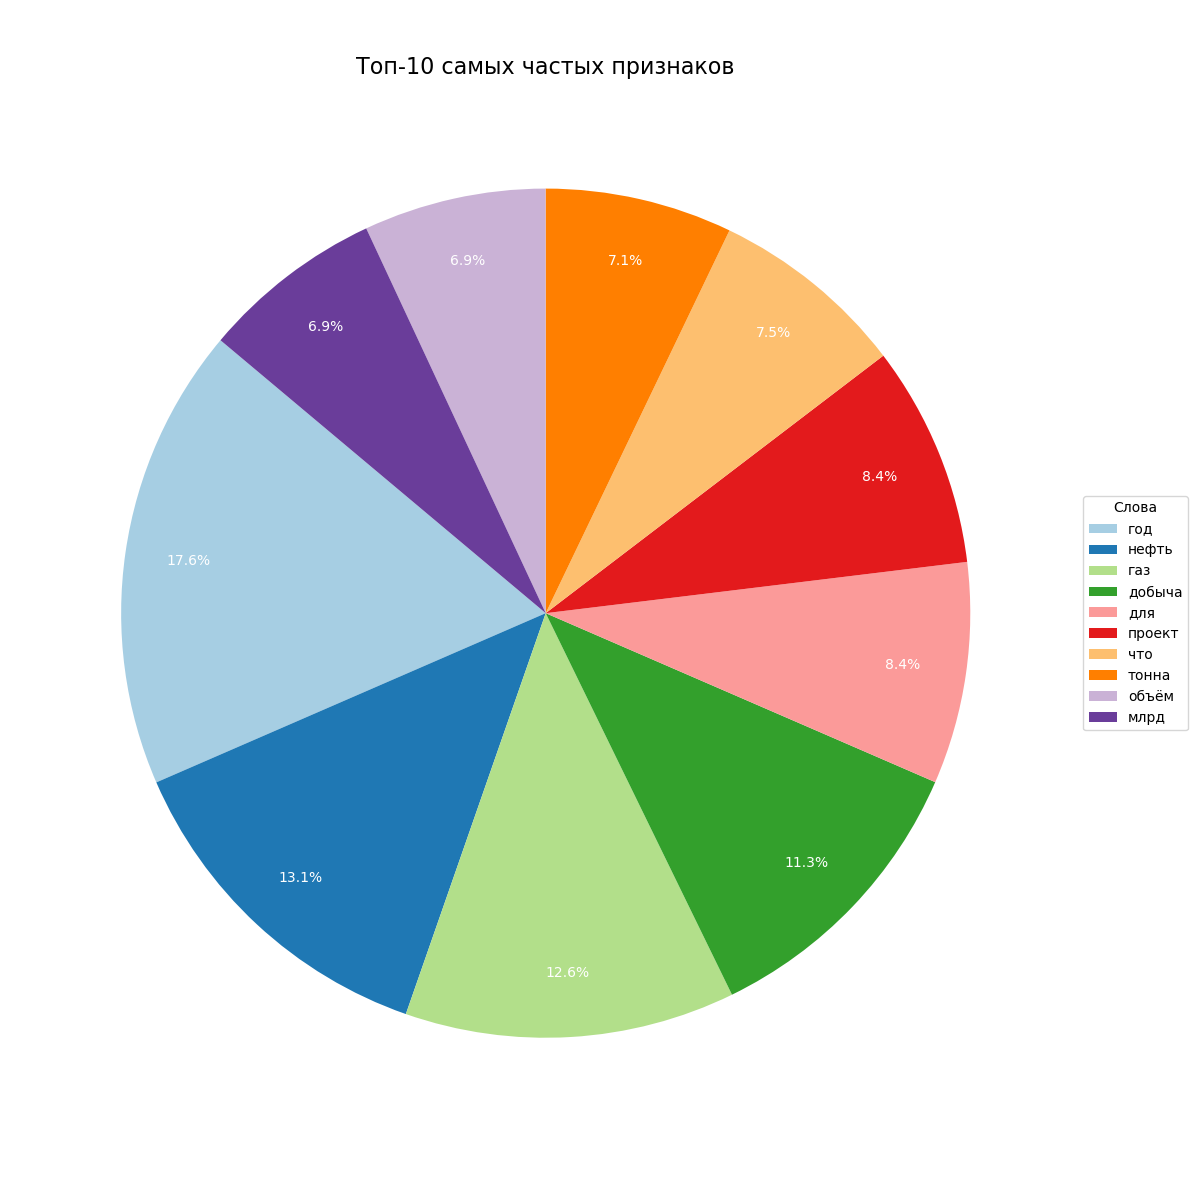 Топ-10 самых частых признаков
6.9%
7.1%
6.9%
7.5%
8.4%
17.6%
8.4%
11.3%
13.1%
12.6%
Слова
год
нефть
газ
добыча
для
проект
что
тонна
объём
млрд